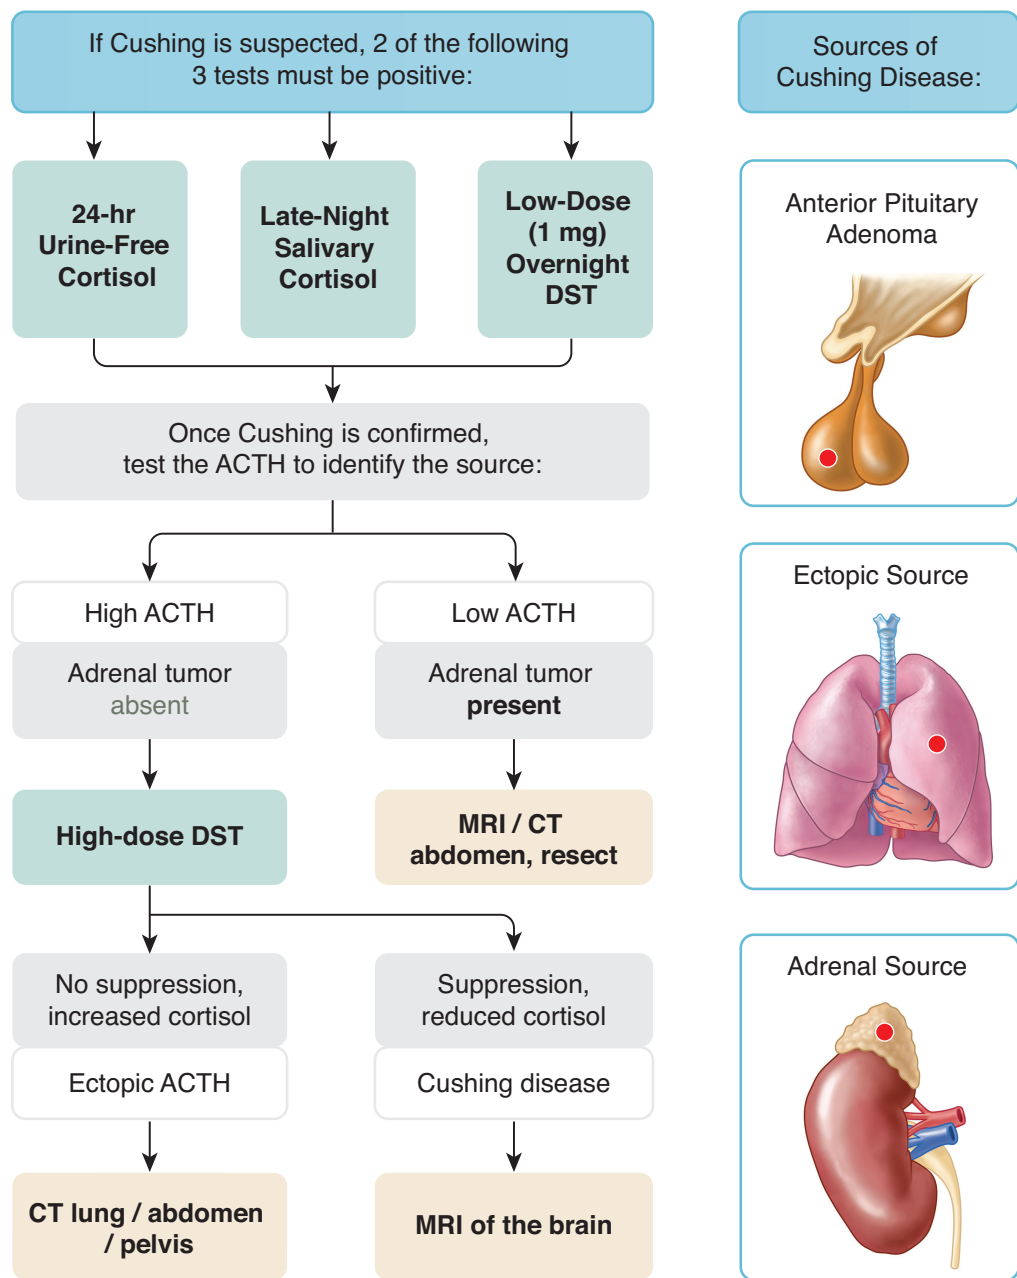 If Cushing is suspected, 2 of the following
3 tests must be positive:
24-hr
Urine-Free
Cortisol
Late-Night
Salivary
Cortisol
Low-Dose
(1 mg)
Overnight
DST
Once Cushing is confirmed,
test the ACTH to identify the source:
High ACTH
Adrenal tumor
absent
Low ACTH
Adrenal tumor
present
High-dose DST
MRI / CT
abdomen, resect
No suppression,
increased cortisol
Ectopic ACTH
Suppression,
reduced cortisol
Cushing disease
CT lung / abdomen
/ pelvis
MRI of the brain
Sources of
Cushing Disease:
Anterior Pituitary
Adenoma
Ectopic Source
Adrenal Source